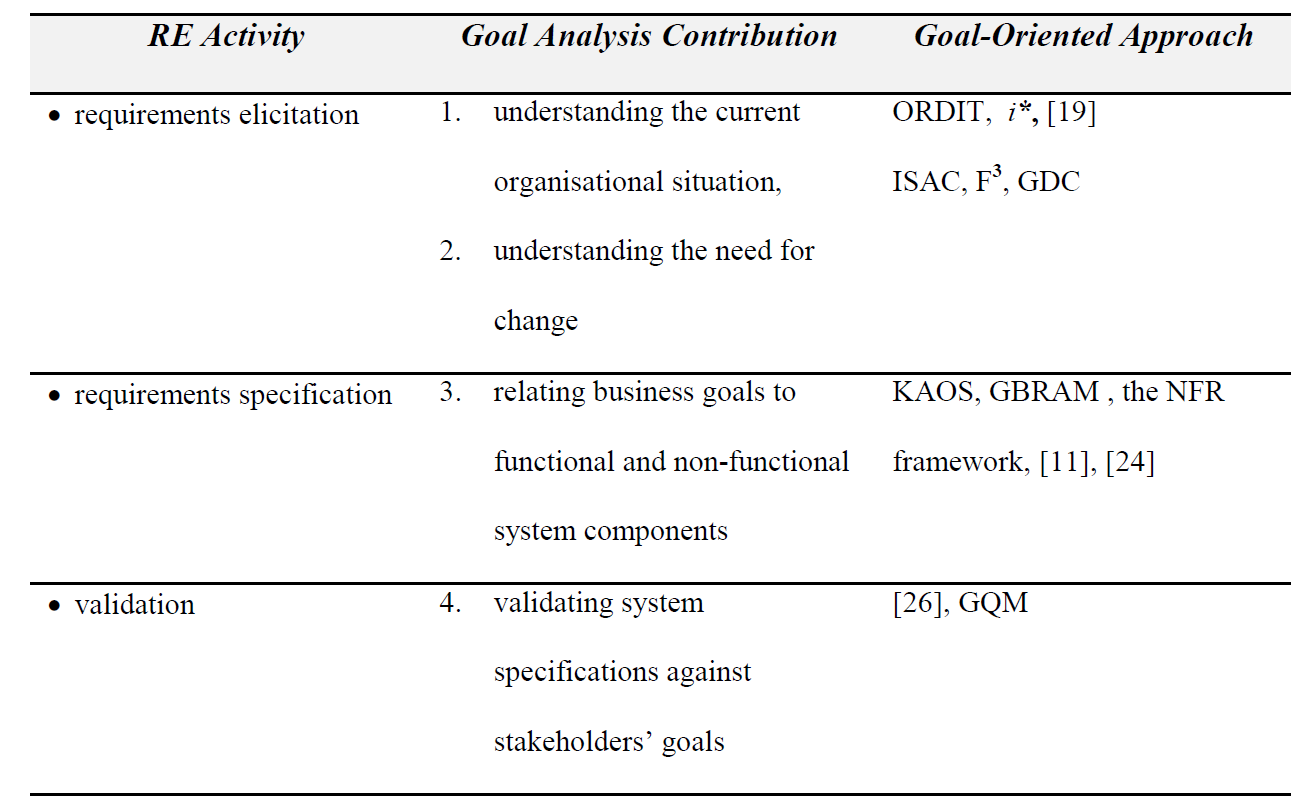 RE Activity Goal Analysis Contribution Goal-Oriented Approach
• requirements elicitation 1. understanding the current ORDIT, i*, [19]
organisational situation, ISAC, F³, GDC
2. understanding the need for
change
• requirements specification 3. relating business goals to KAOS, GBRAM , the NFR
functional and non-functional framework, [11], [24]
system components
• validation 4. validating system [26], GQM
specifications against
stakeholders’ goals